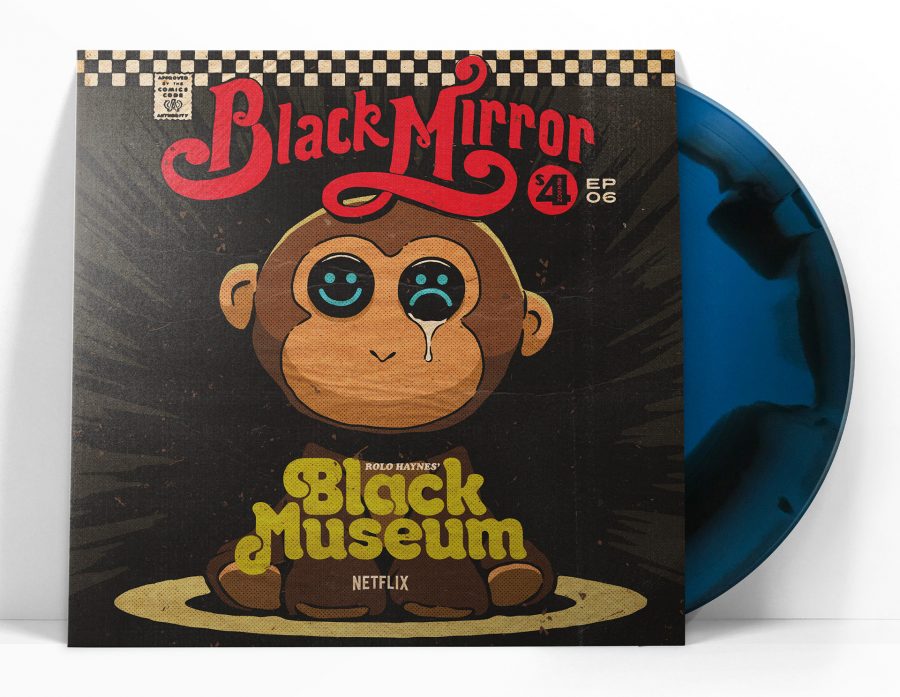 APPROVED
BY THE
COMICS
CODE
AUTHORITY
Black Mirror
S4
EP
06
ROLO HAYNES'
Black
Museum
NETFLIX